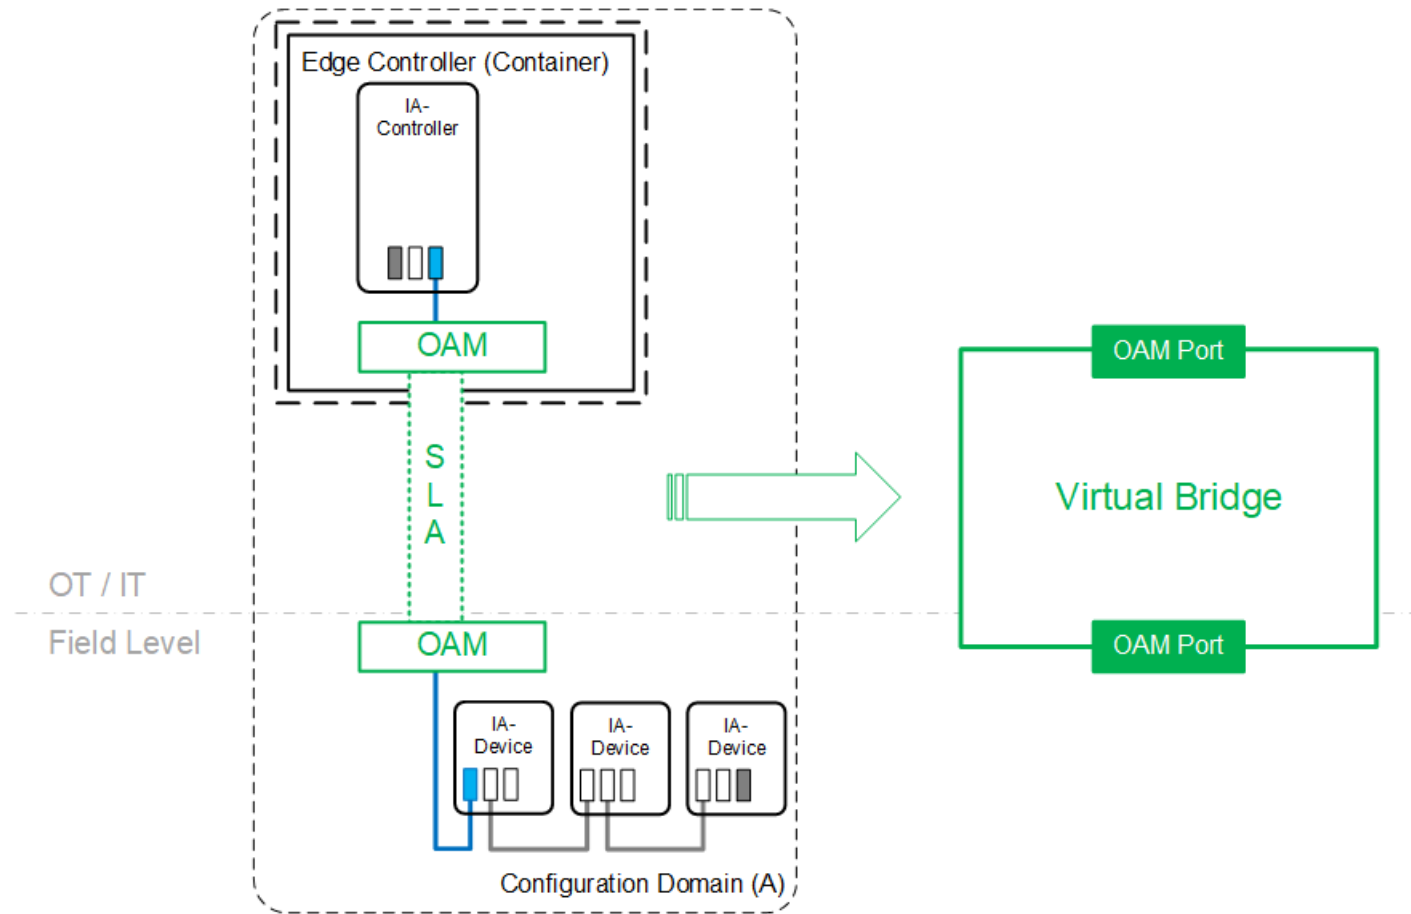 Edge Controller (Container)
IA-
Controller
OAM
S
L
A
OAM
OT / IT
Field Level
IA-
Device
IA-
Device
IA-
Device
Configuration Domain (A)
OAM Port
Virtual Bridge
OAM Port